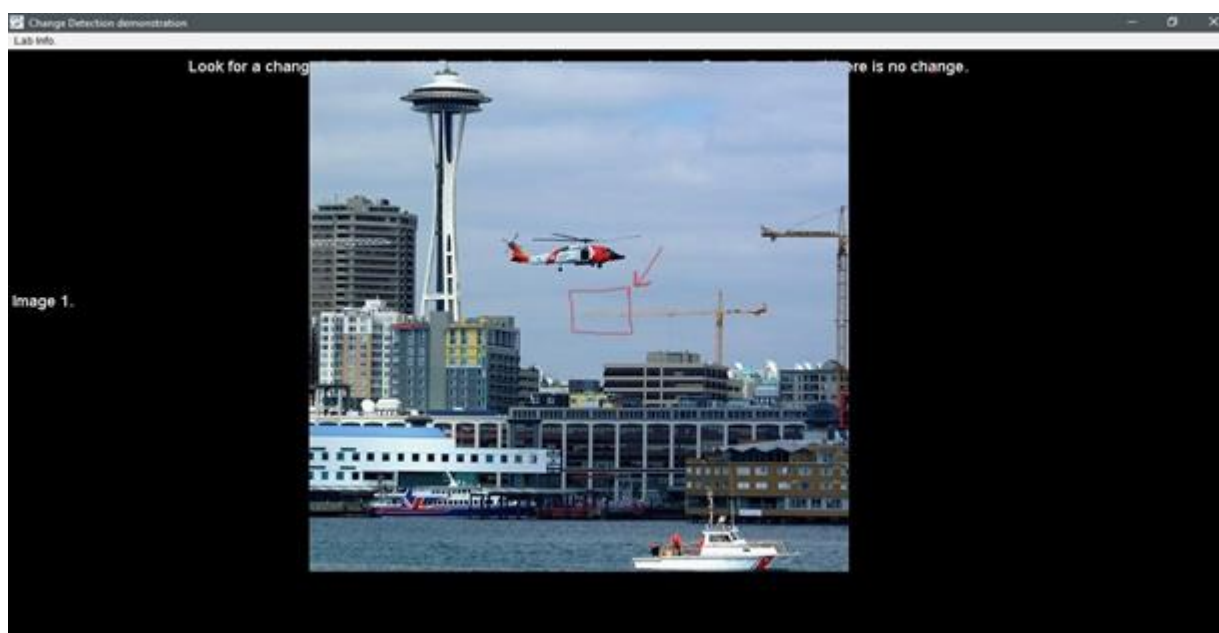 Change Detection demonstration
Lab Info.
Look for a chang ere is no change.
Image 1.